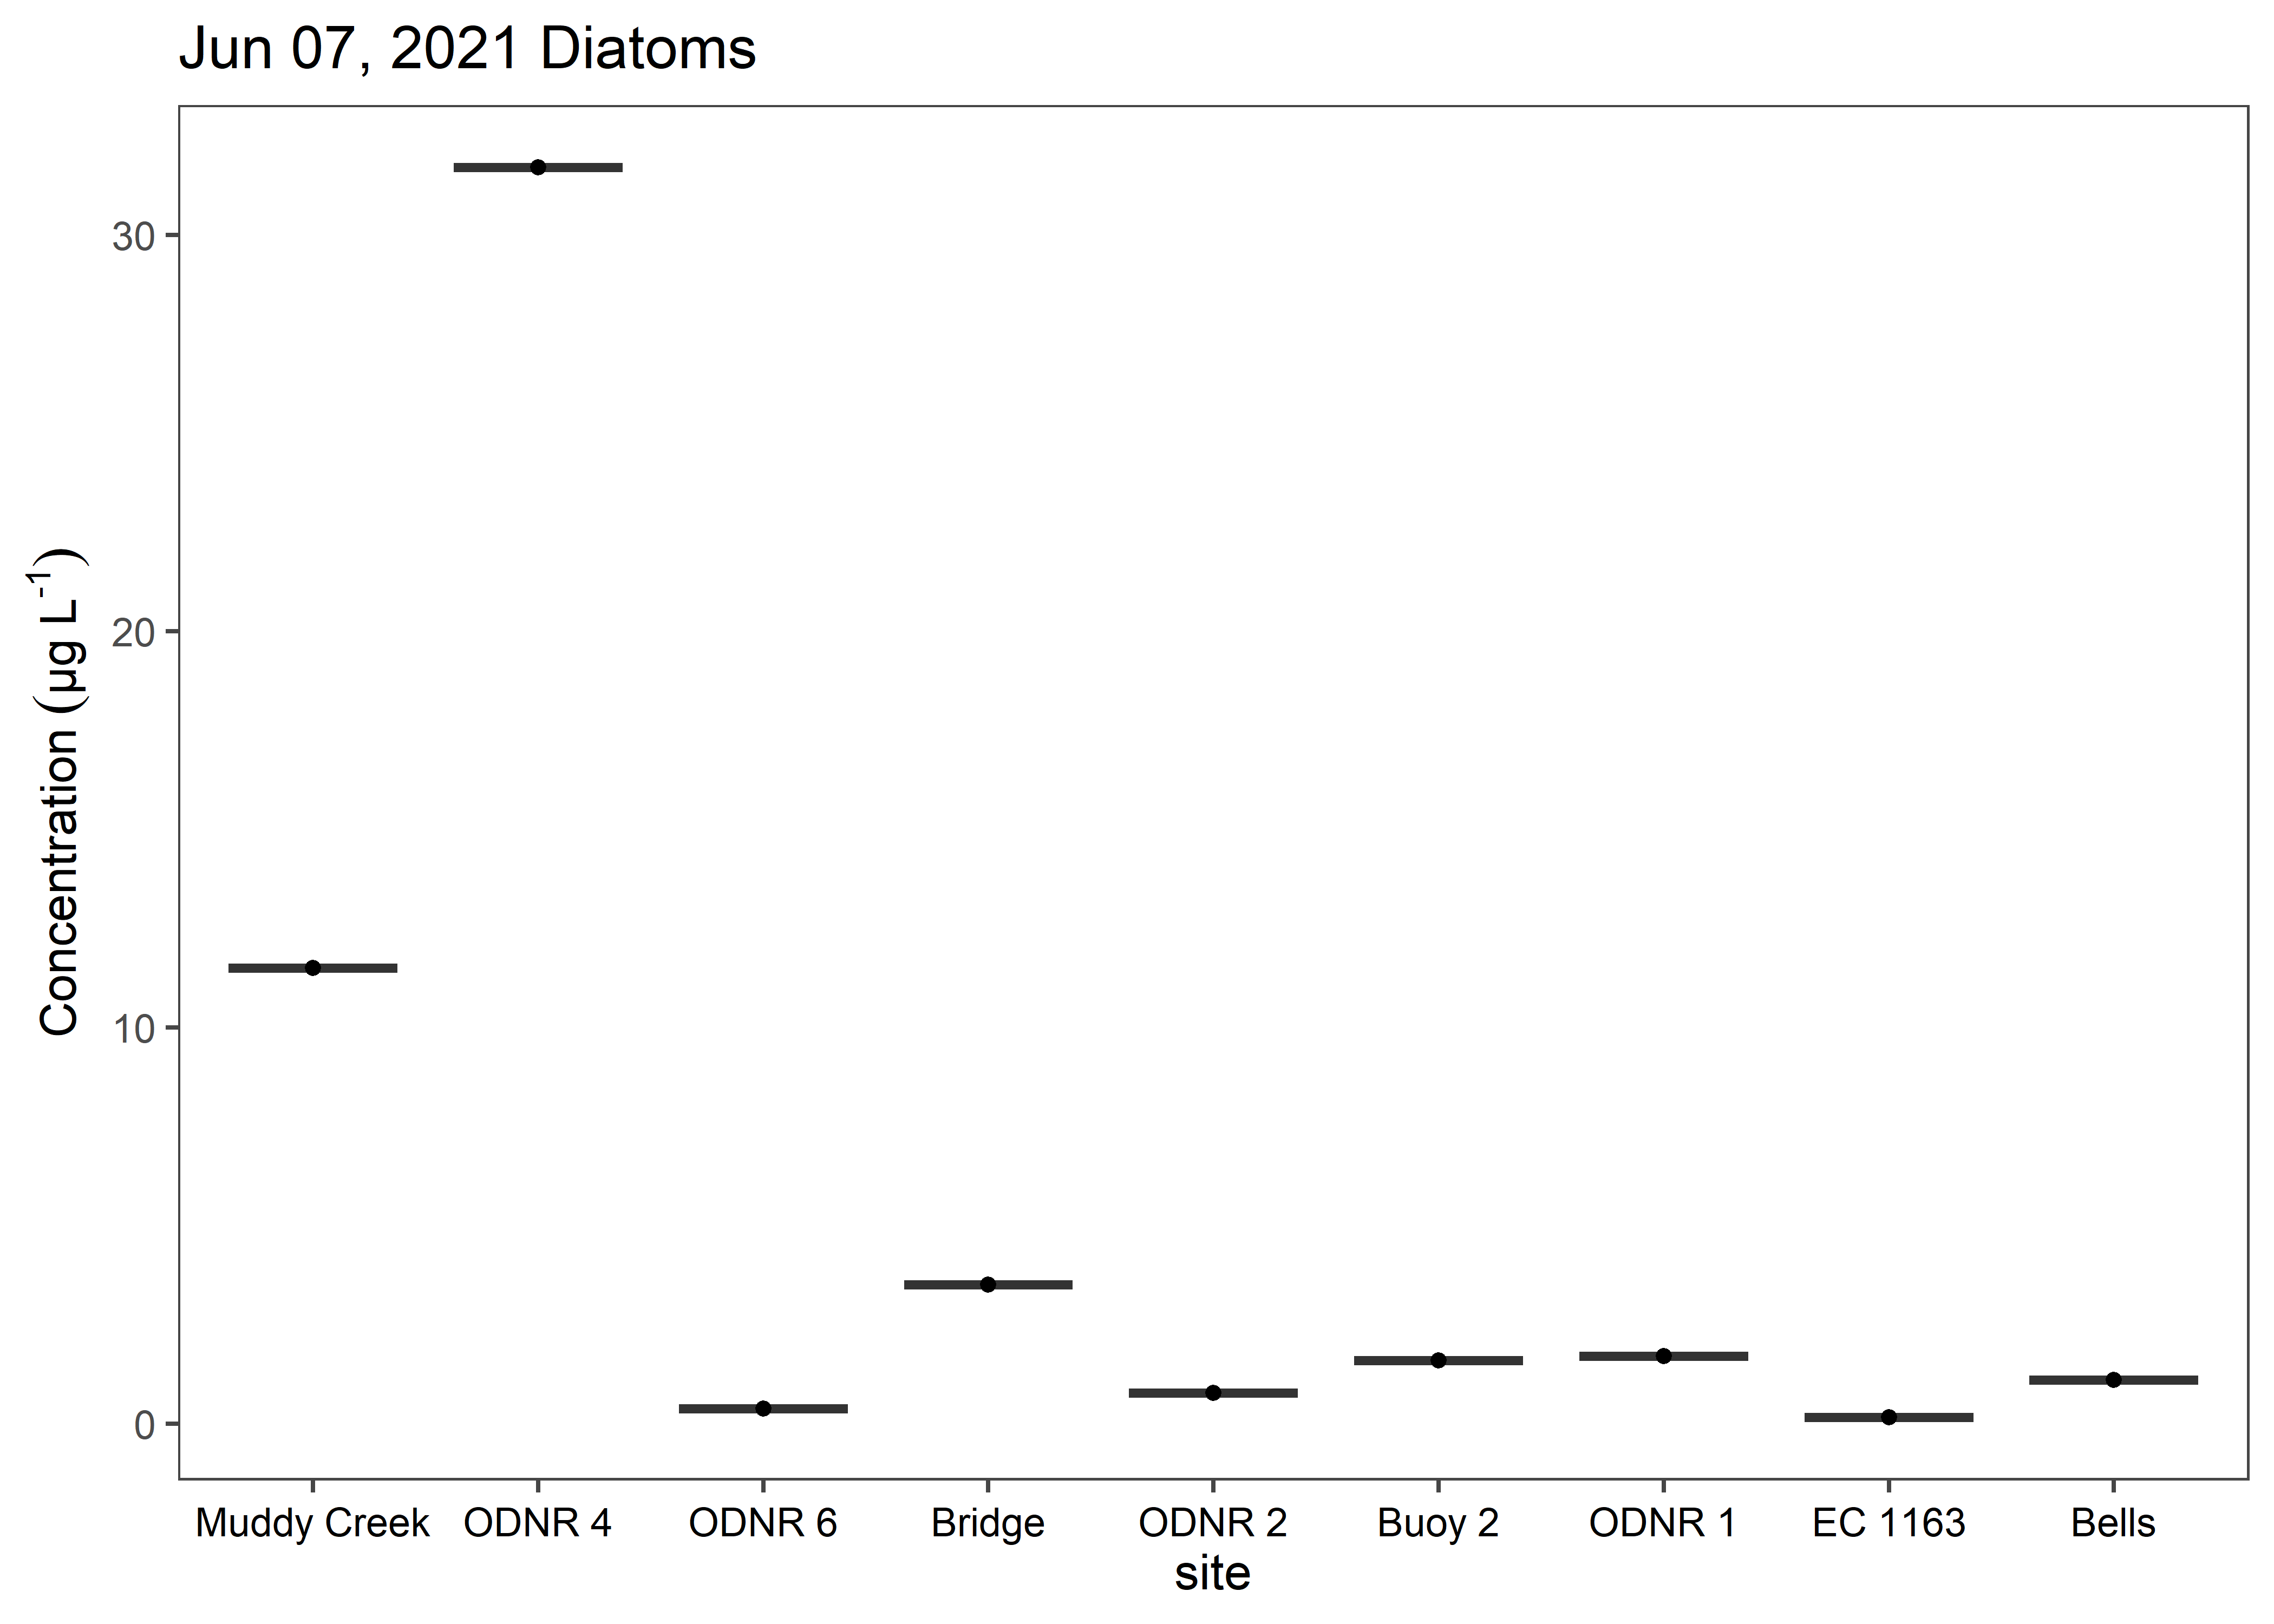 Jun 07, 2021 Diatoms
Concentration (µg L⁻¹)
30
20
10
0
Muddy Creek ODNR 4 ODNR 6 Bridge ODNR 2 Buoy 2 ODNR 1 EC 1163 Bells
site